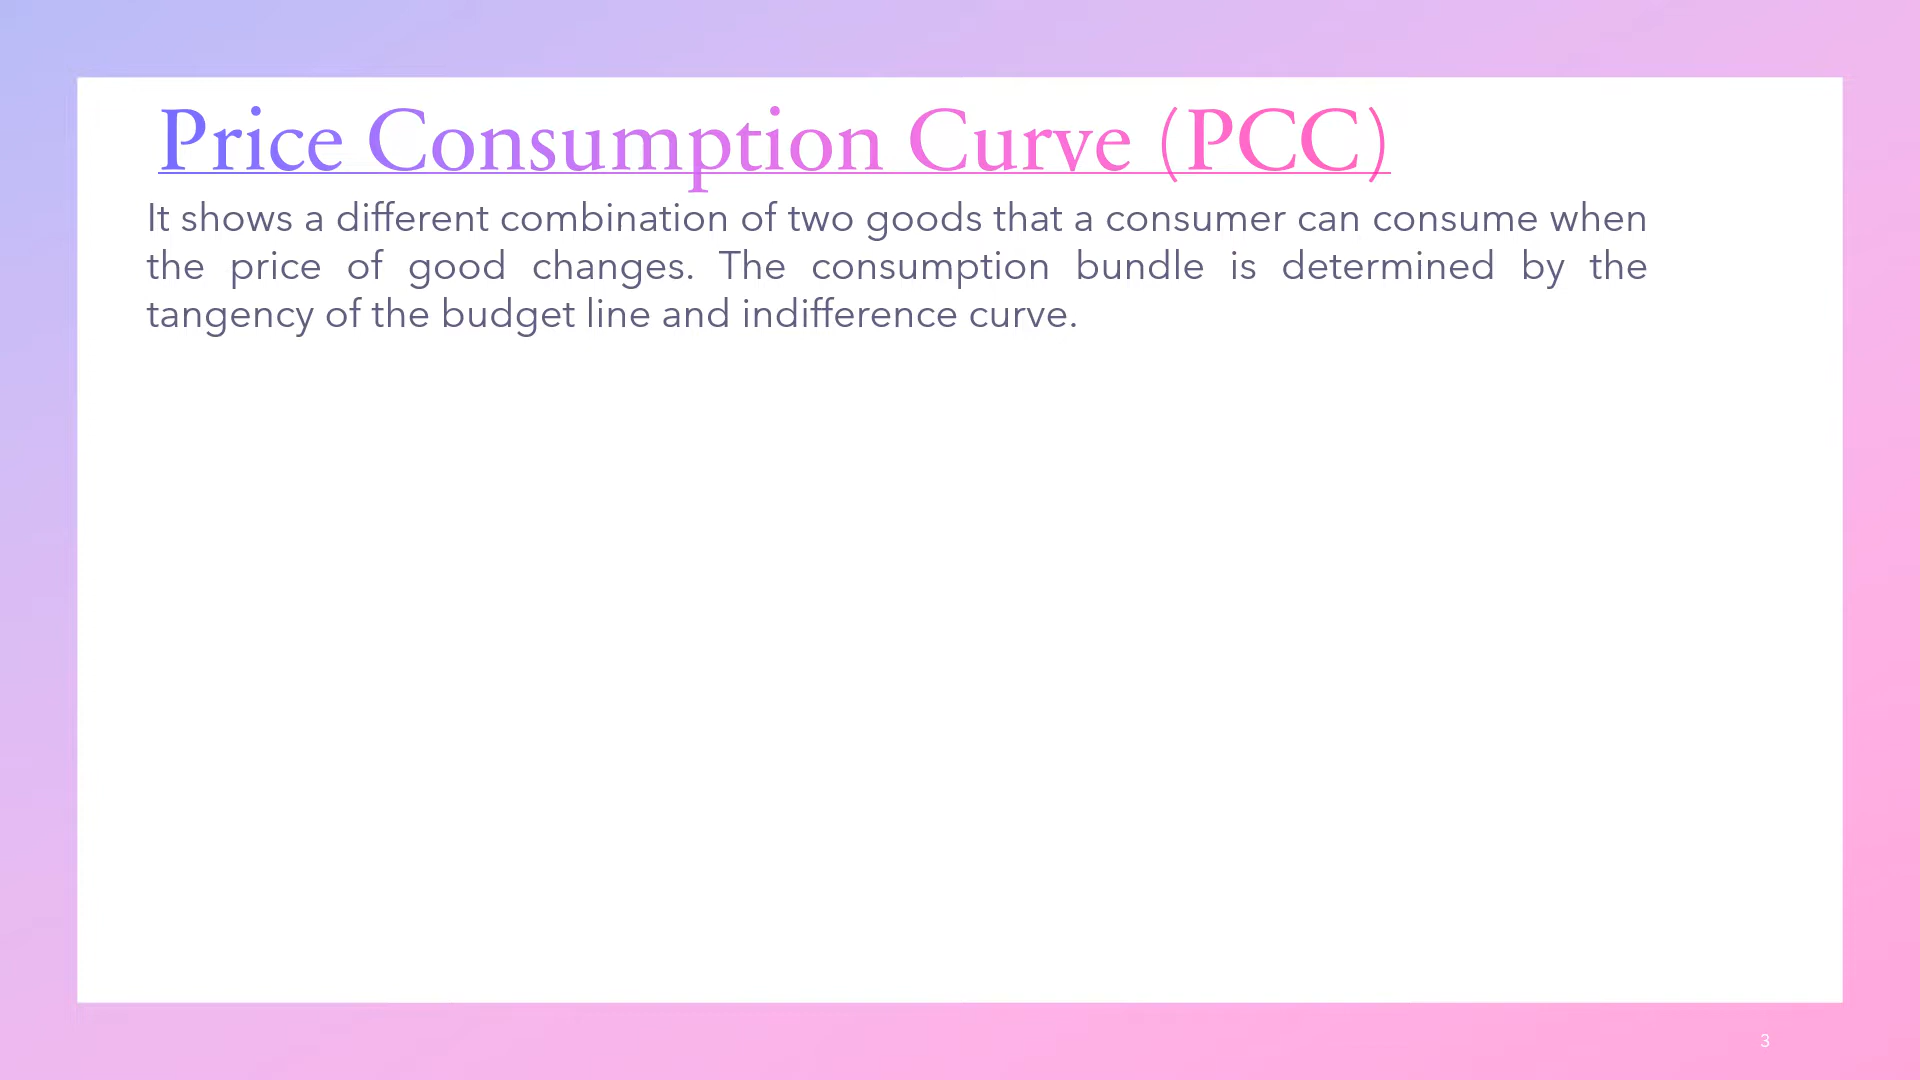 Price Consumption Curve (PCC)
It shows a different combination of two goods that a consumer can consume when
the price of good changes. The consumption bundle is determined by the
tangency of the budget line and indifference curve.
3